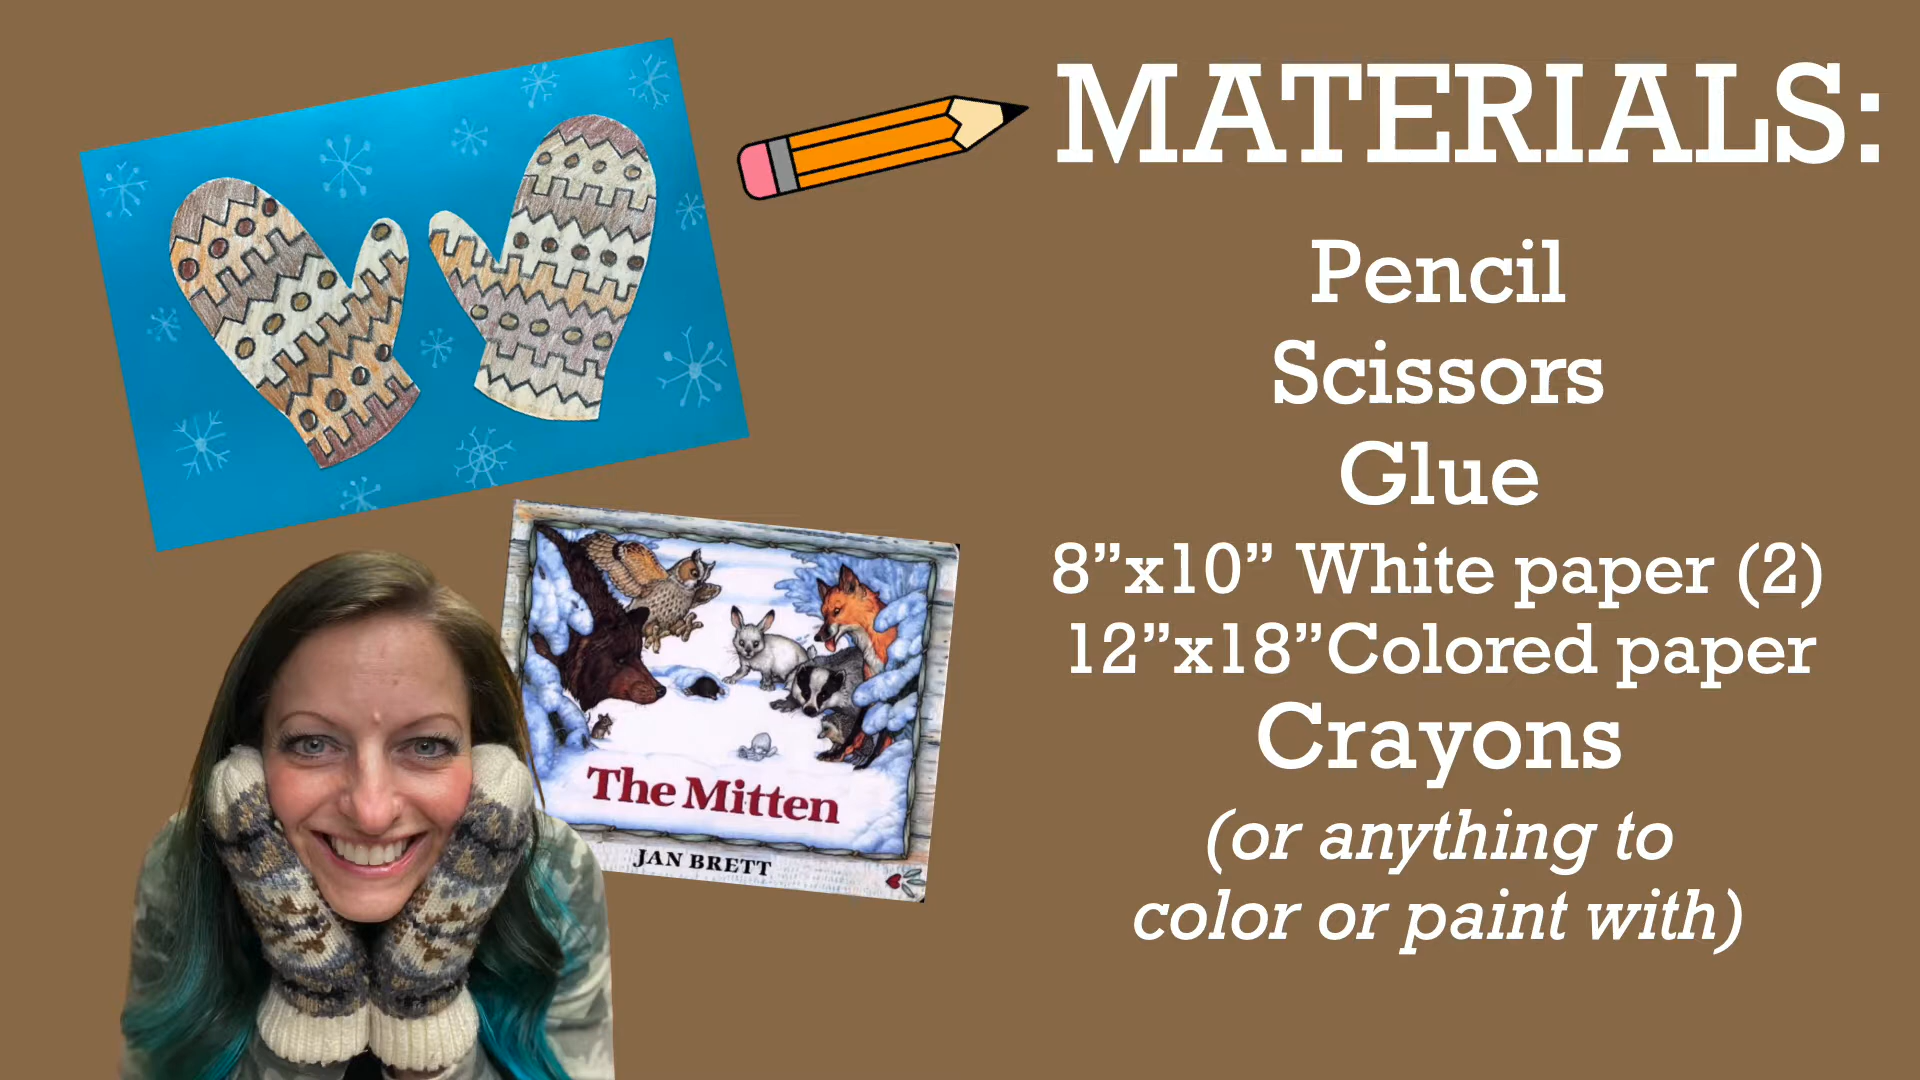 MATERIALS:
Pencil
Scissors
Glue
8”x10” White paper (2)
12”x18”Colored paper
Crayons
(or anything to
color or paint with)
The Mitten
JAN BRETT